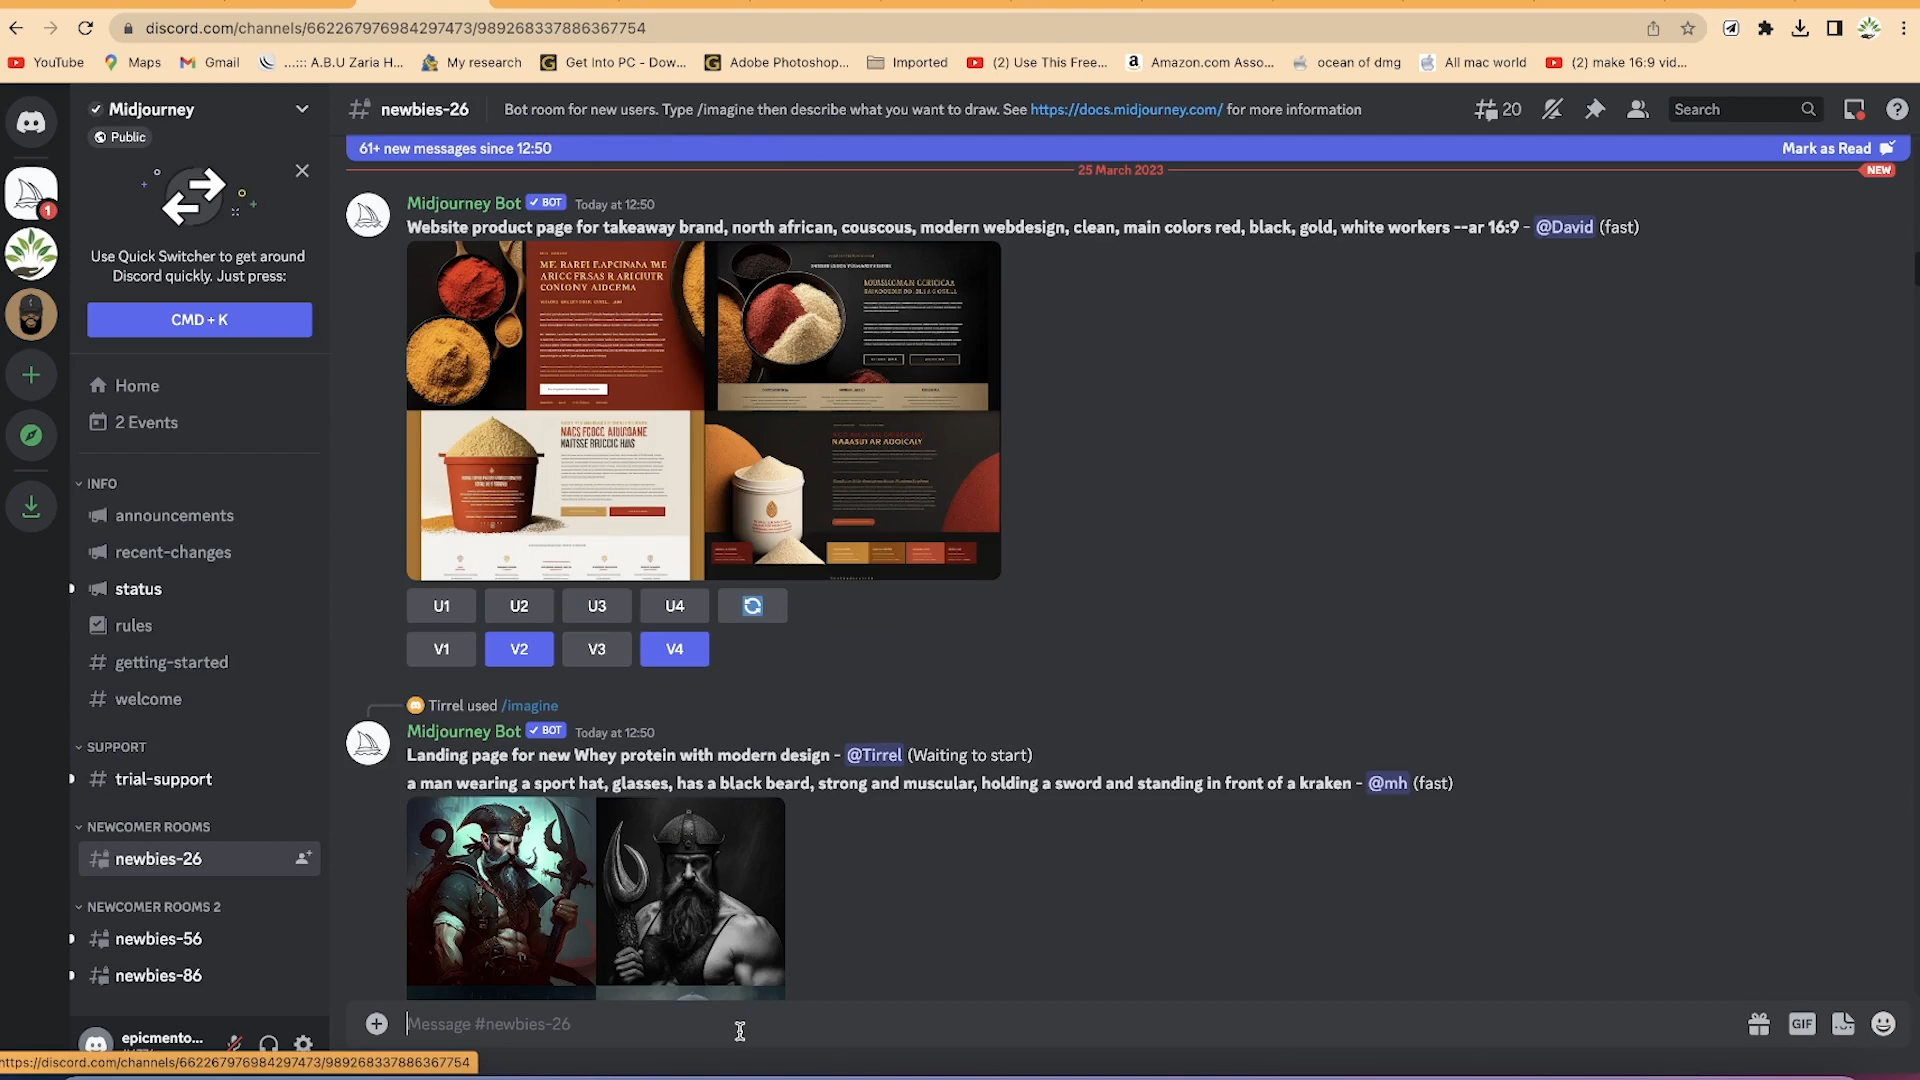 discord.com/channels/662267976984297473/989268337886367754
YouTube
Maps
Gmail
...::: A.B.U Zaria H...
My research
Get Into PC - Dow...
Adobe Photoshop...
Imported
(2) Use This Free...
Amazon.com Asso...
ocean of dmg
All mac world
(2) make 16:9 vid...
Midjourney
Public
newbies-26
Bot room for new users. Type /imagine then describe what you want to draw. See https://docs.midjourney.com/ for more information
20
Search
61+ new messages since 12:50
Mark as Read
25 March 2023
NEW
1
Use Quick Switcher to get around
Discord quickly. Just press:
CMD + K
Home
2 Events
INFO
announcements
recent-changes
status
rules
getting-started
welcome
SUPPORT
trial-support
NEWCOMER ROOMS
newbies-26
NEWCOMER ROOMS 2
newbies-56
newbies-86
epicmento...
https://discord.com/channels/662267976984297473/989268337886367754
Midjourney Bot BOT Today at 12:50
Website product page for takeaway brand, north african, couscous, modern webdesign, clean, main colors red, black, gold, white workers --ar 16:9 - @David (fast)
U1 U2 U3 U4
V1 V2 V3 V4
Tirrel used /imagine
Midjourney Bot BOT Today at 12:50
Landing page for new Whey protein with modern design - @Tirrel (Waiting to start)
a man wearing a sport hat, glasses, has a black beard, strong and muscular, holding a sword and standing in front of a kraken - @mh (fast)
Message #newbies-26
GIF